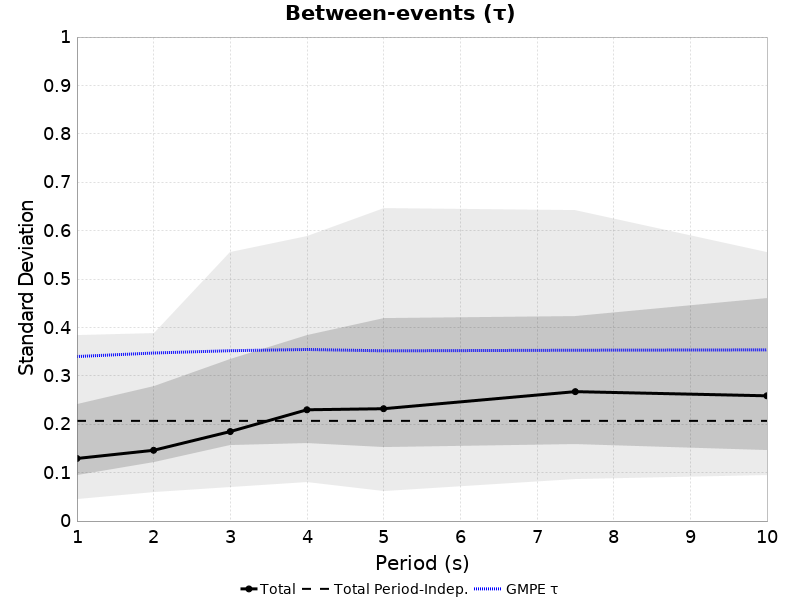 Between-events (τ)
1
0.9
0.8
0.7
0.6
0.5
0.4
0.3
0.2
0.1
0
Standard Deviation
1 2 3 4 5 6 7 8 9 10
Period (s)
Total Total Period-Indep. GMPE τ